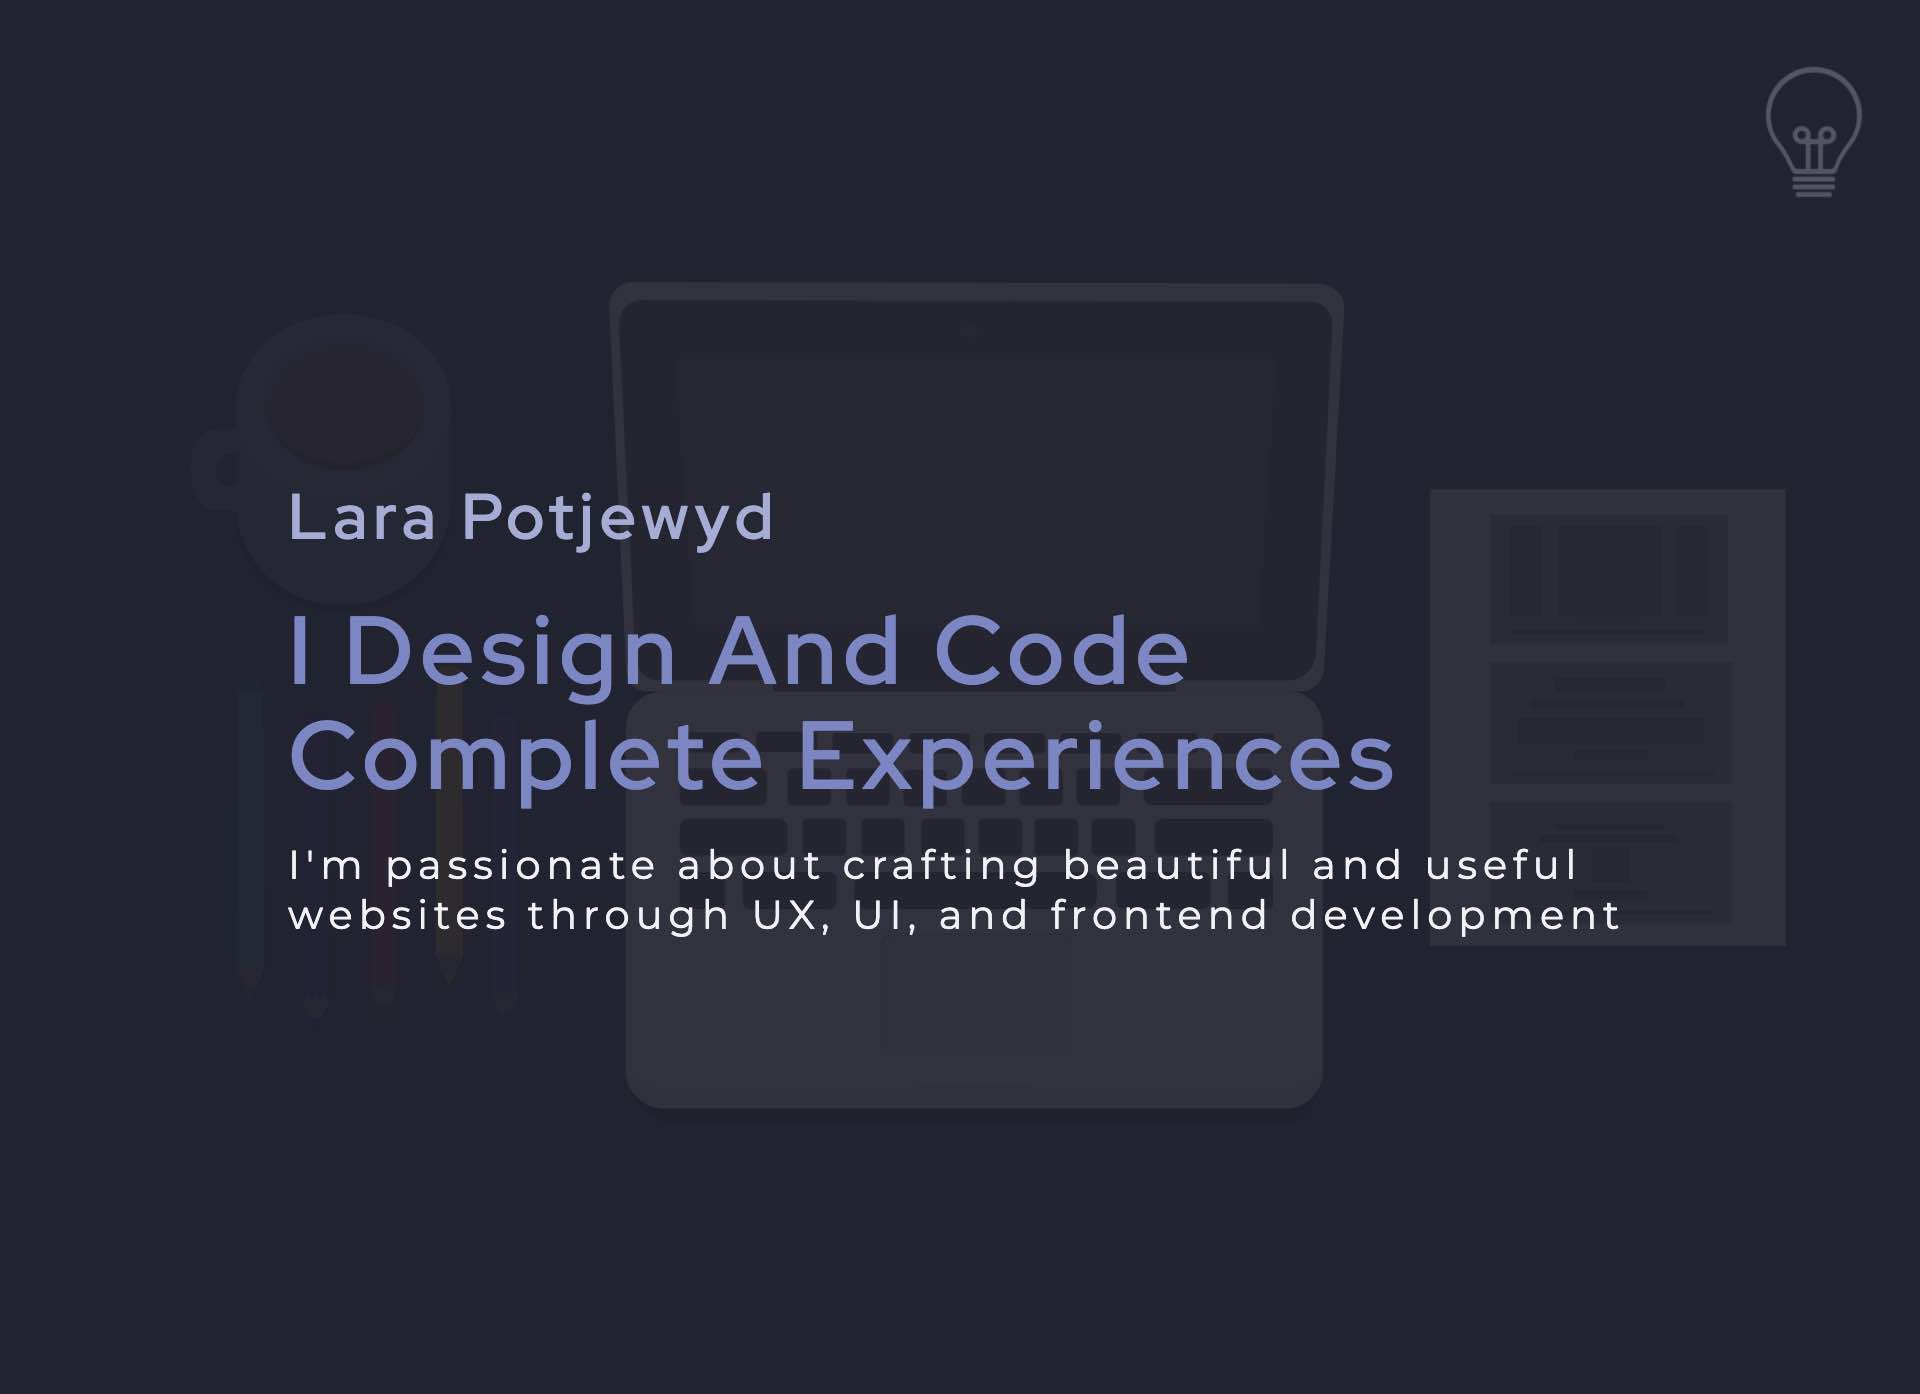 Lara Potjewyd
I Design And Code
Complete Experiences
I'm passionate about crafting beautiful and useful
websites through UX, UI, and frontend development